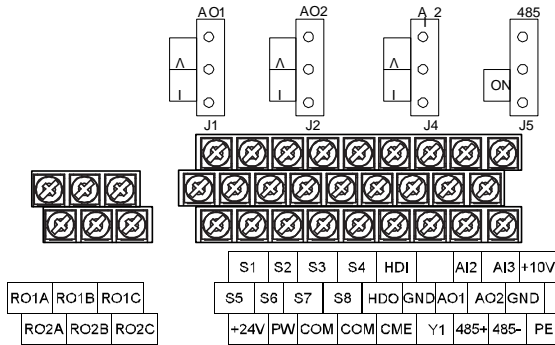 AO1 AO2 AI2 485
V V V
I I I ON
J1 J2 J4 J5
S1 S2 S3 S4 HDI AI2 AI3 +10V
RO1A RO1B RO1C S5 S6 S7 S8 HDO GND AO1 AO2 GND
RO2A RO2B RO2C +24V PW COM COM CME Y1 485+ 485- PE